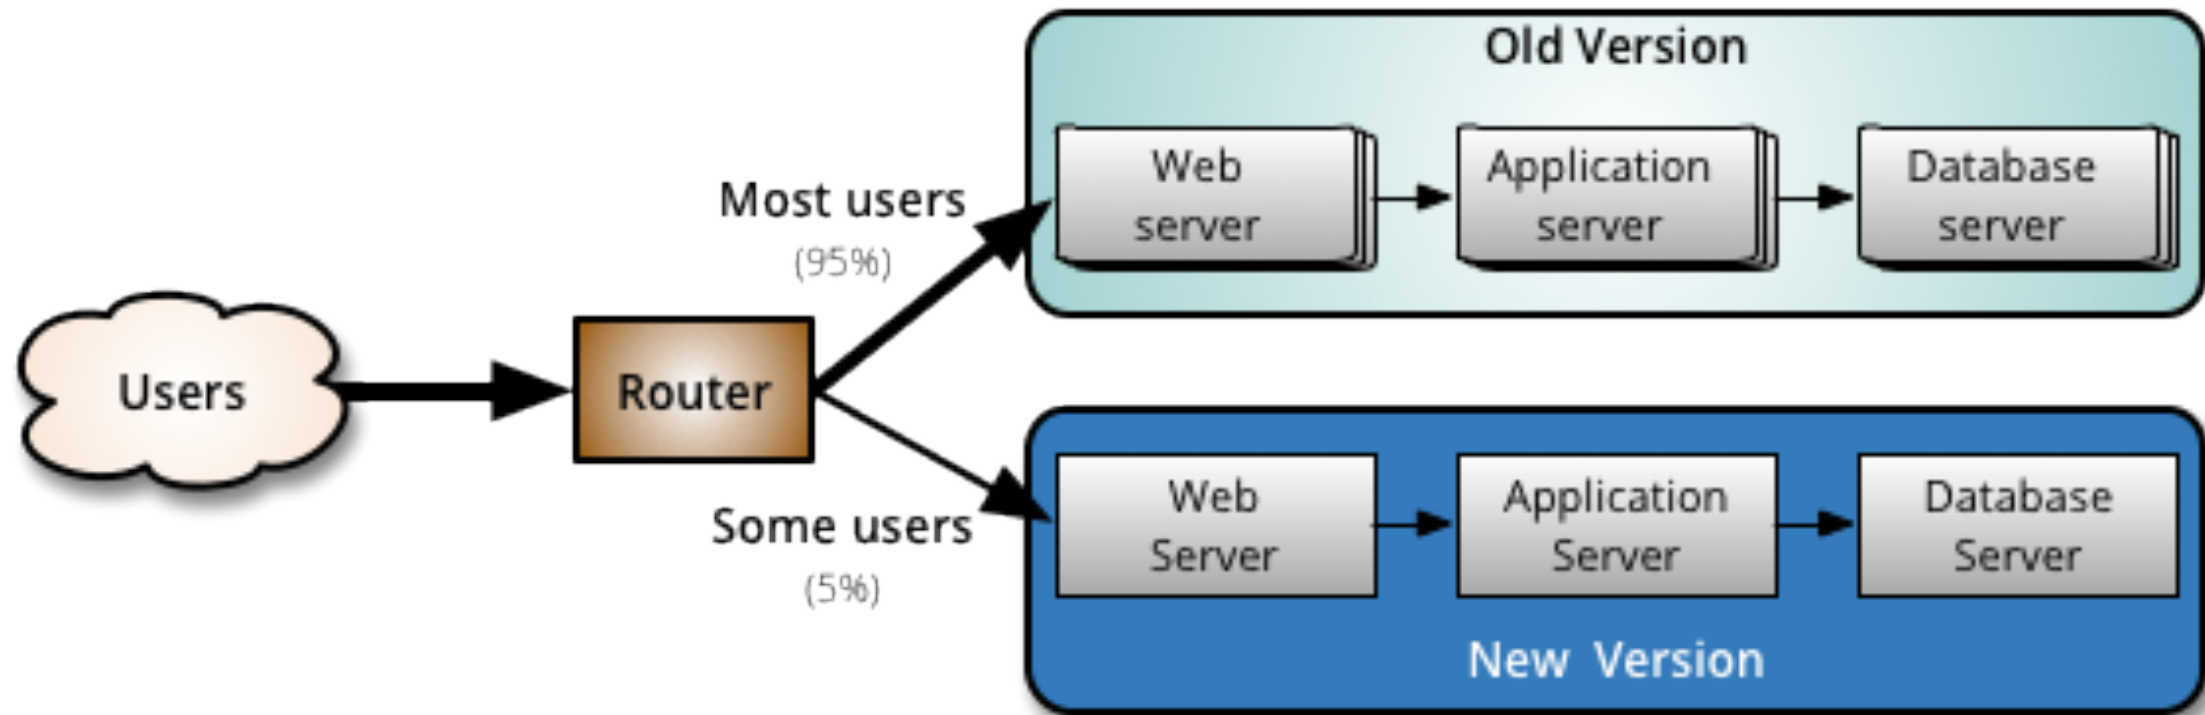 Old Version
Web
server
Application
server
Database
server
Most users
(95%)
Users
Router
Some users
(5%)
Web
Server
Application
Server
Database
Server
New Version